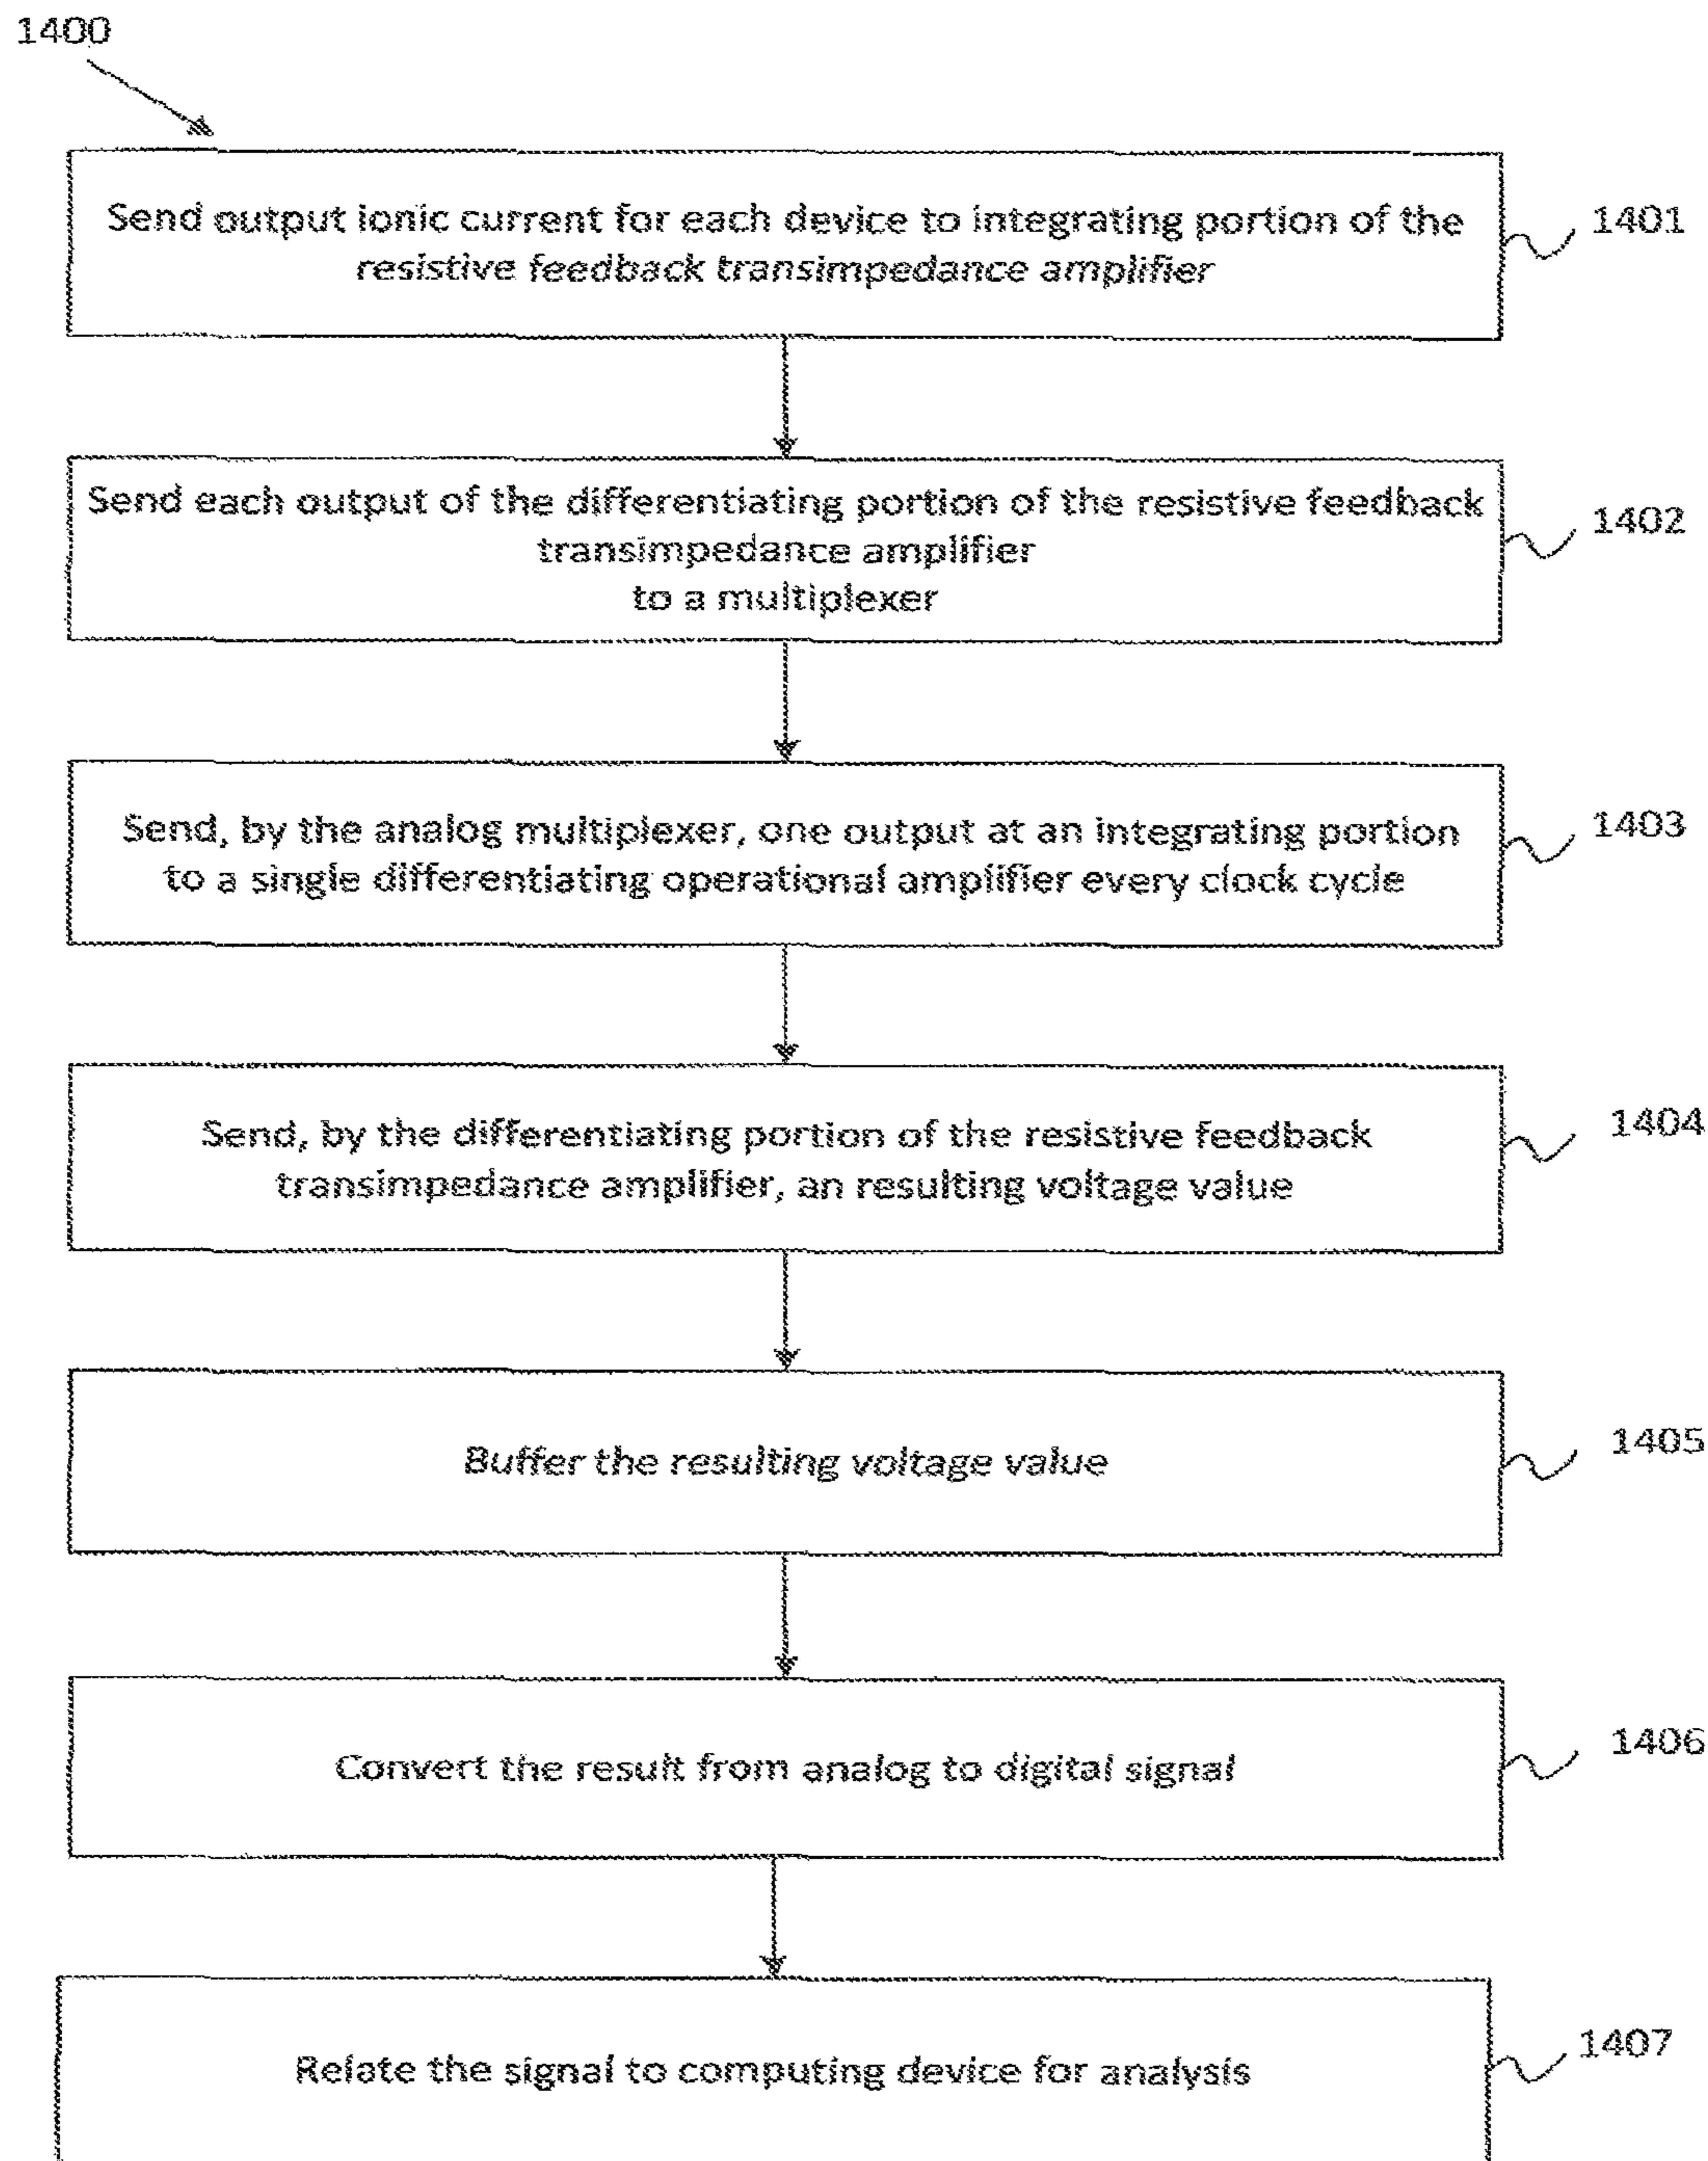 1400
Send output ionic current for each device to integrating portion of the
resistive feedback transimpedance amplifier
1401
Send each output of the differentiating portion of the resistive feedback
transimpedance amplifier
to a multiplexer
1402
Send, by the analog multiplexer, one output at an integrating portion
to a single differentiating operational amplifier every clock cycle
1403
Send, by the differentiating portion of the resistive feedback
transimpedance amplifier, an resulting voltage value
1404
Buffer the resulting voltage value
1405
Convert the result from analog to digital signal
1406
Relate the signal to computing device for analysis
1407